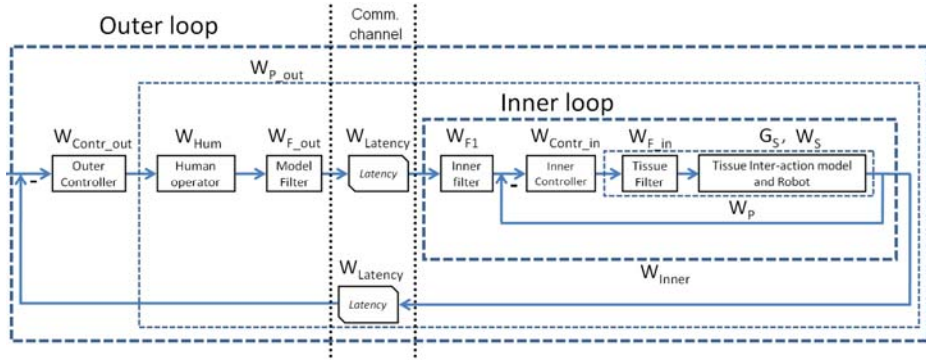 Outer loop
Comm.
channel
W_P_out
Inner loop
W_Contr_out
W_Hum
W_F_out
W_Latency
W_F1
W_Contr_in
W_F_in
G_S, W_S
-
Outer
Controller
Human
operator
Model
Filter
Latency
Inner
filter
-
Inner
Controller
Tissue
Filter
Tissue Inter-action model
and Robot
W_P
W_Latency
W_Inner
Latency